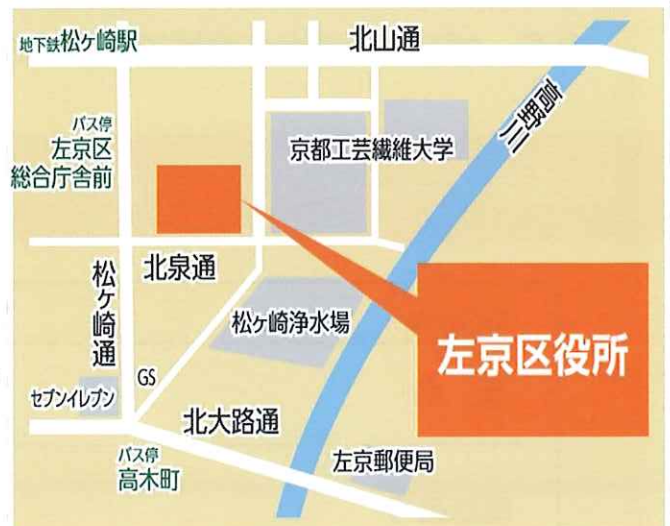 地下鉄松ヶ崎駅
北山通
高野川
バス停
左京区
総合庁舎前
京都工芸繊維大学
北泉通
松ヶ崎通
松ヶ崎浄水場
左京区役所
GS
セブンイレブン
北大路通
バス停
高木町
左京郵便局